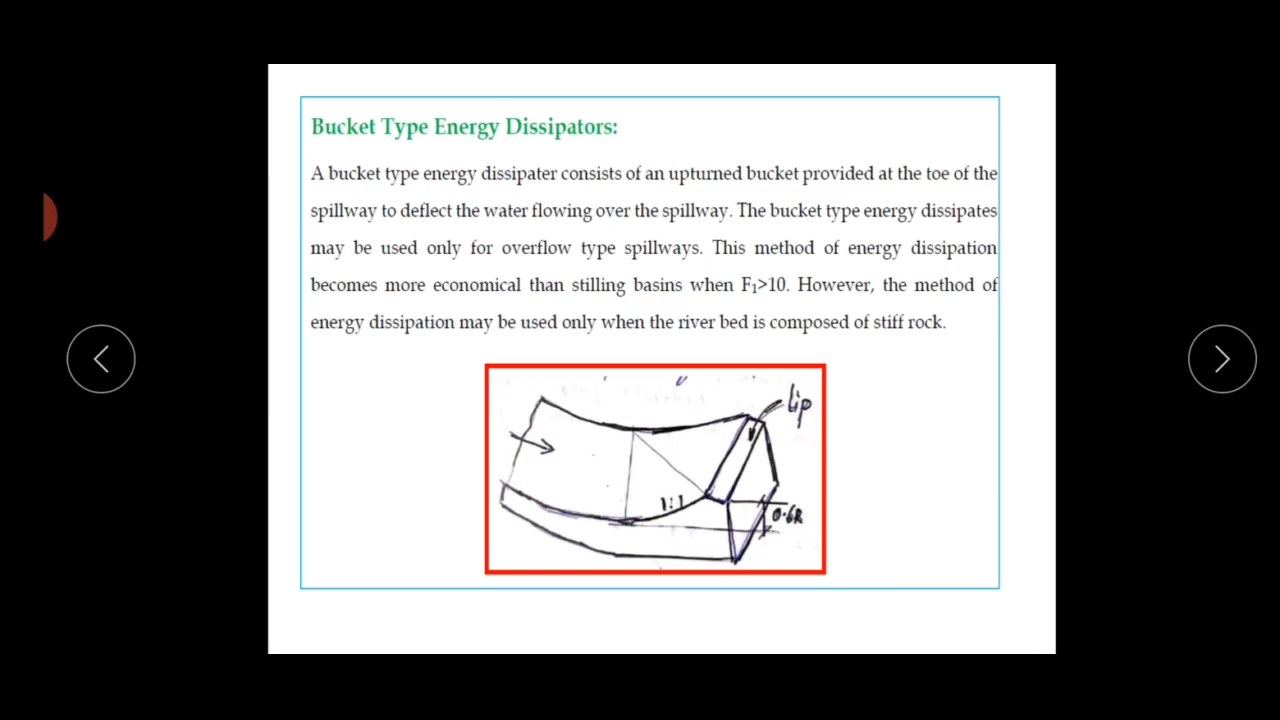 Bucket Type Energy Dissipators:
A bucket type energy dissipater consists of an upturned bucket provided at the toe of the
spillway to deflect the water flowing over the spillway. The bucket type energy dissipates
may be used only for overflow type spillways. This method of energy dissipation
becomes more economical than stilling basins when F₁>10. However, the method of
energy dissipation may be used only when the river bed is composed of stiff rock.
Lip
1:1
0.6R